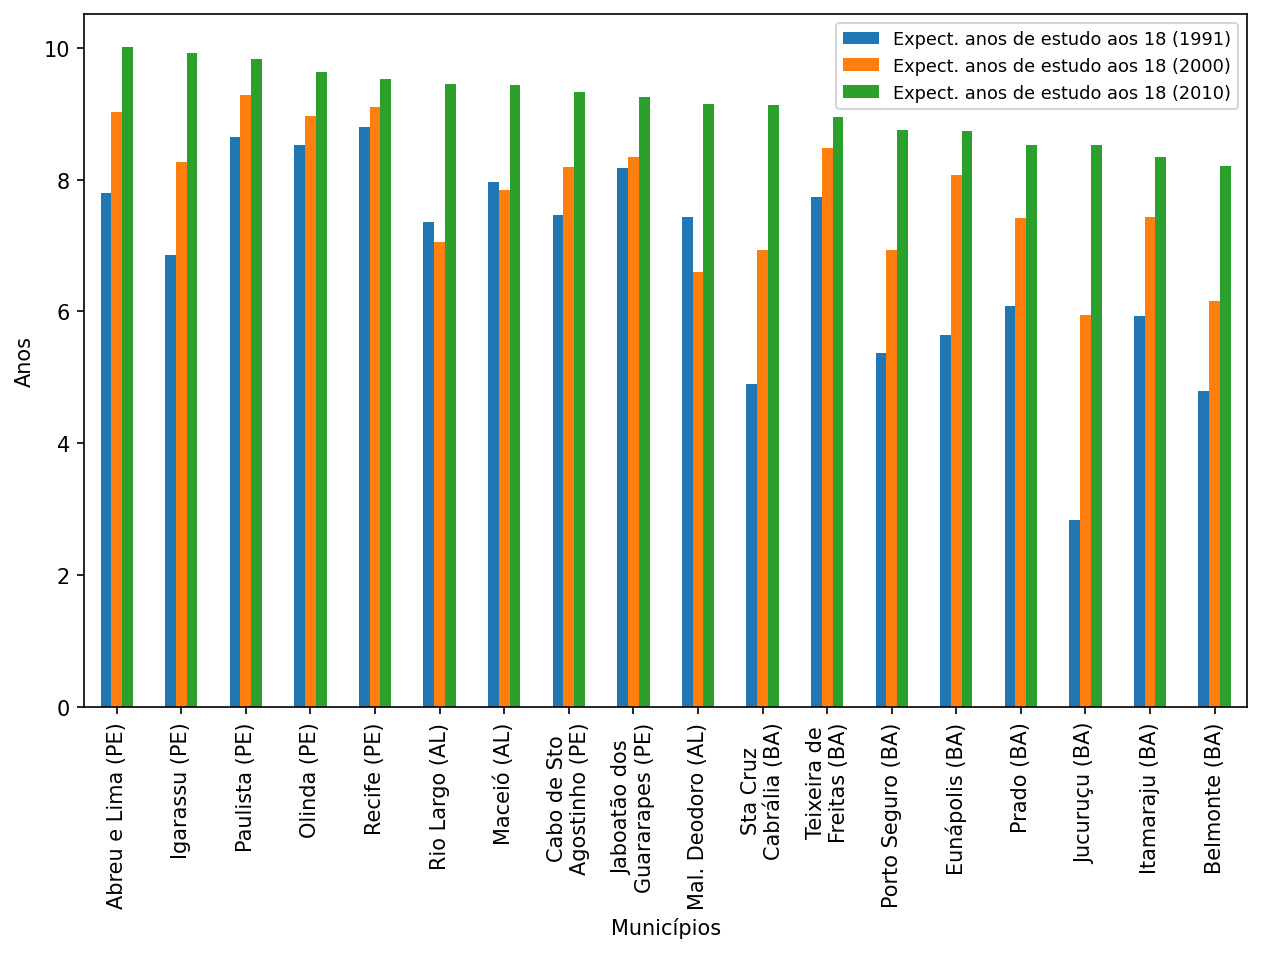 Expect. anos de estudo aos 18 (1991)
Expect. anos de estudo aos 18 (2000)
Expect. anos de estudo aos 18 (2010)
Anos
10
8
6
4
2
0
Abreu e Lima (PE)
Igarassu (PE)
Paulista (PE)
Olinda (PE)
Recife (PE)
Rio Largo (AL)
Maceió (AL)
Cabo de Sto
Agostinho (PE)
Jaboatão dos
Guararapes (PE)
Mal. Deodoro (AL)
Sta Cruz
Cabrália (BA)
Teixeira de
Freitas (BA)
Porto Seguro (BA)
Eunápolis (BA)
Prado (BA)
Jucuruçu (BA)
Itamaraju (BA)
Belmonte (BA)
Municípios